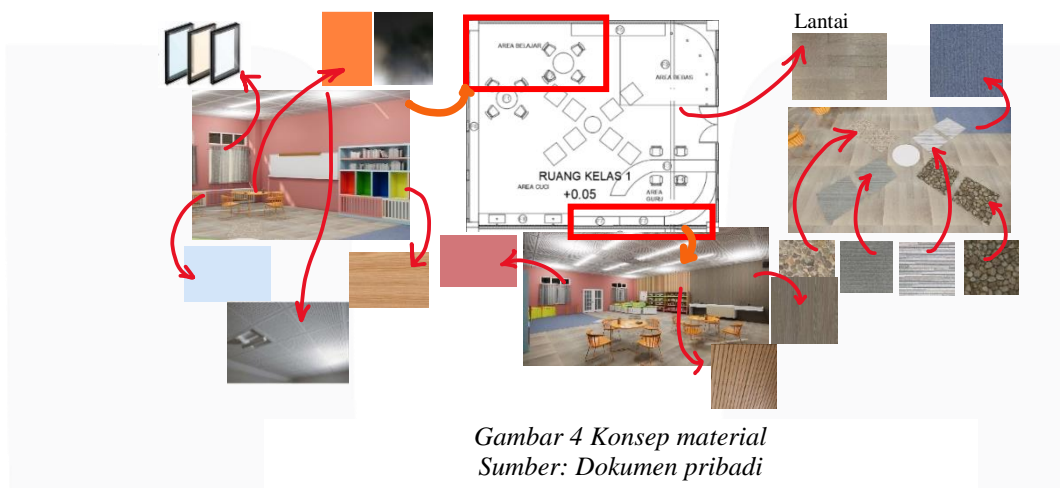 Lantai
AREA BELAJAR
AREA BEBAS
RUANG KELAS 1
AREA CUCI
+0.05
AREA
GURU
Gambar 4 Konsep material
Sumber: Dokumen pribadi